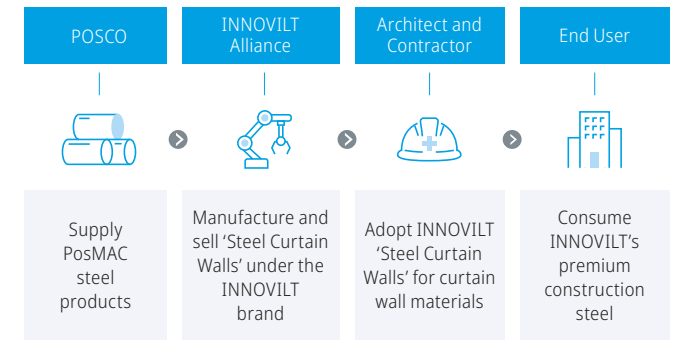 POSCO
INNOVILT
Alliance
Architect and
Contractor
End User
Supply
PosMAC
steel
products
Manufacture and
sell ‘Steel Curtain
Walls’ under the
INNOVILT
brand
Adopt INNOVILT
‘Steel Curtain
Walls’ for curtain
wall materials
Consume
INNOVILT’s
premium
construction
steel